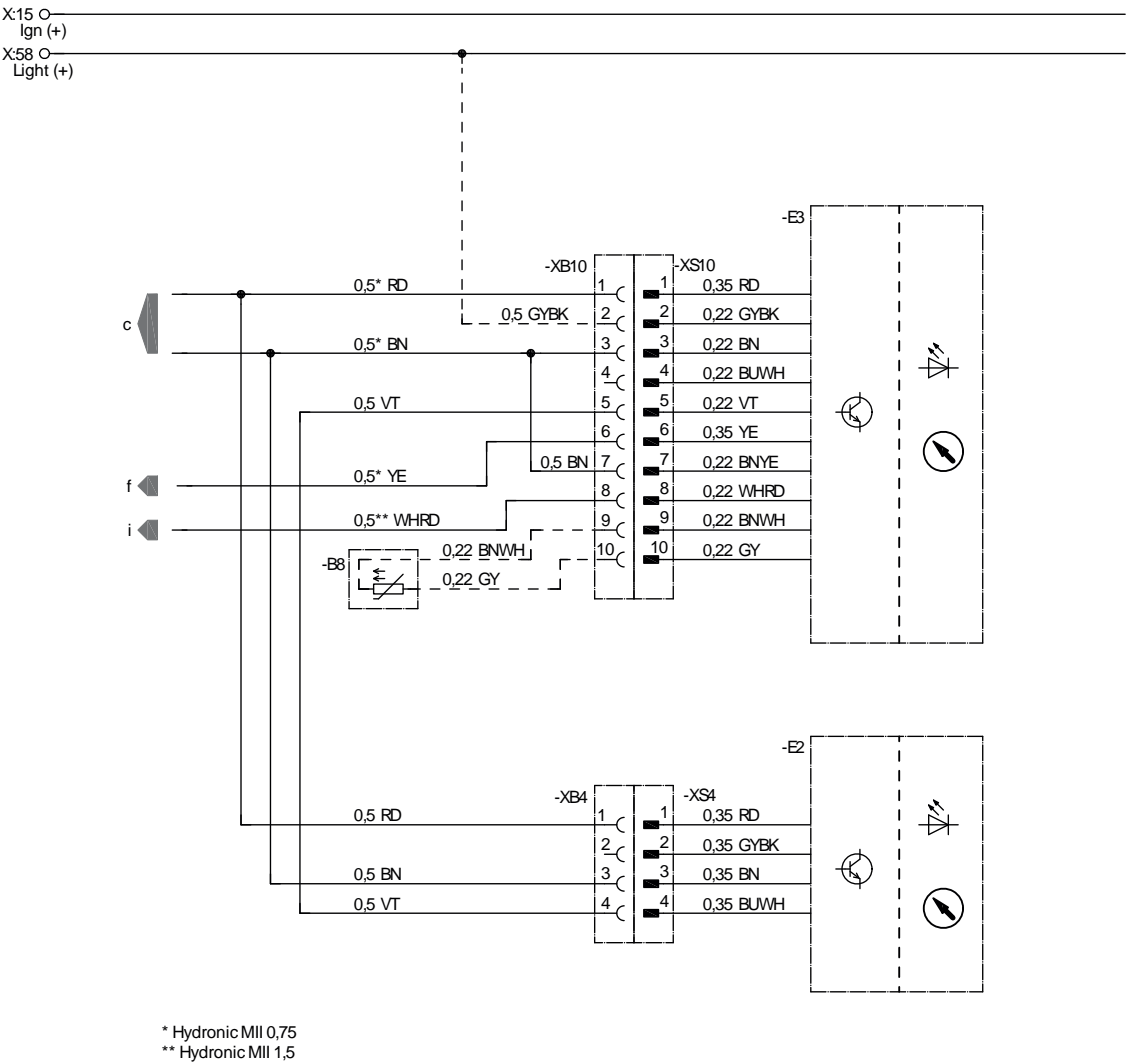 X:15
Ign (+)
X:58
Light (+)
-E3
-XB10 -XS10
0,5* RD 1 1 0,35 RD
c
0,5 GYBK 2 2 0,22 GYBK
0,5* BN 3 3 0,22 BN
4 4 0,22 BUWH
0,5 VT 5 5 0,22 VT
6 6 0,35 YE
0,5 BN 7 7 0,22 BNYE
f 0,5* YE
8 8 0,22 WHRD
i 0,5** WHRD 9 9 0,22 BNWH
0,22 BNWH 10 10 0,22 GY
-B8
0,22 GY
-E2
-XB4 -XS4
0,5 RD 1 1 0,35 RD
2 2 0,35 GYBK
0,5 BN 3 3 0,35 BN
0,5 VT 4 4 0,35 BUWH
* Hydronic MII 0,75
** Hydronic MII 1,5